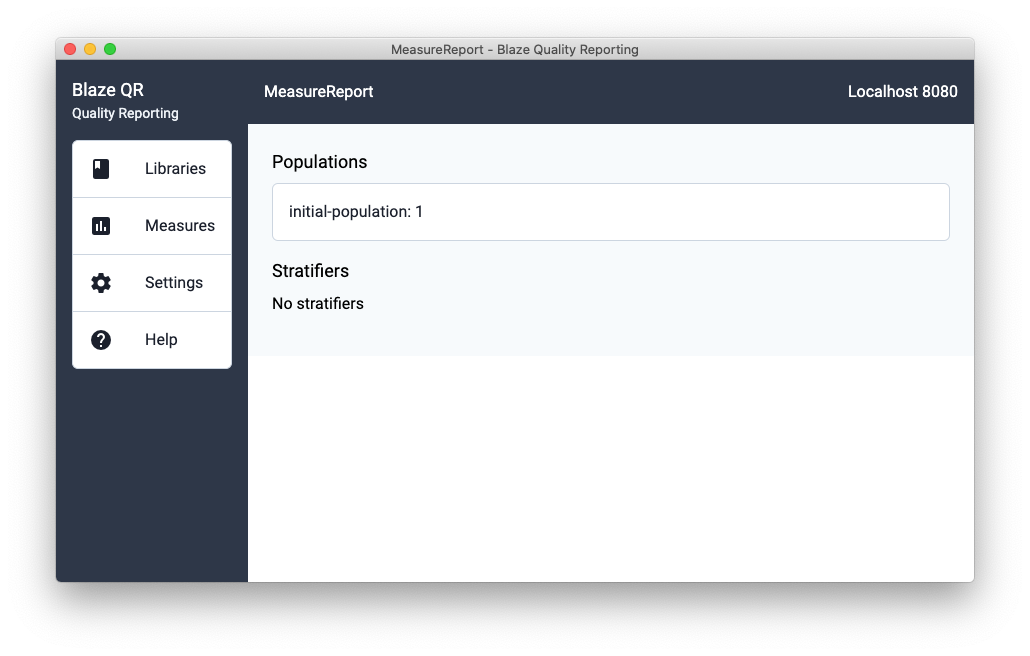 MeasureReport - Blaze Quality Reporting
Blaze QR
Quality Reporting
MeasureReport
Localhost 8080
Libraries
Measures
Settings
Help
Populations
initial-population: 1
Stratifiers
No stratifiers